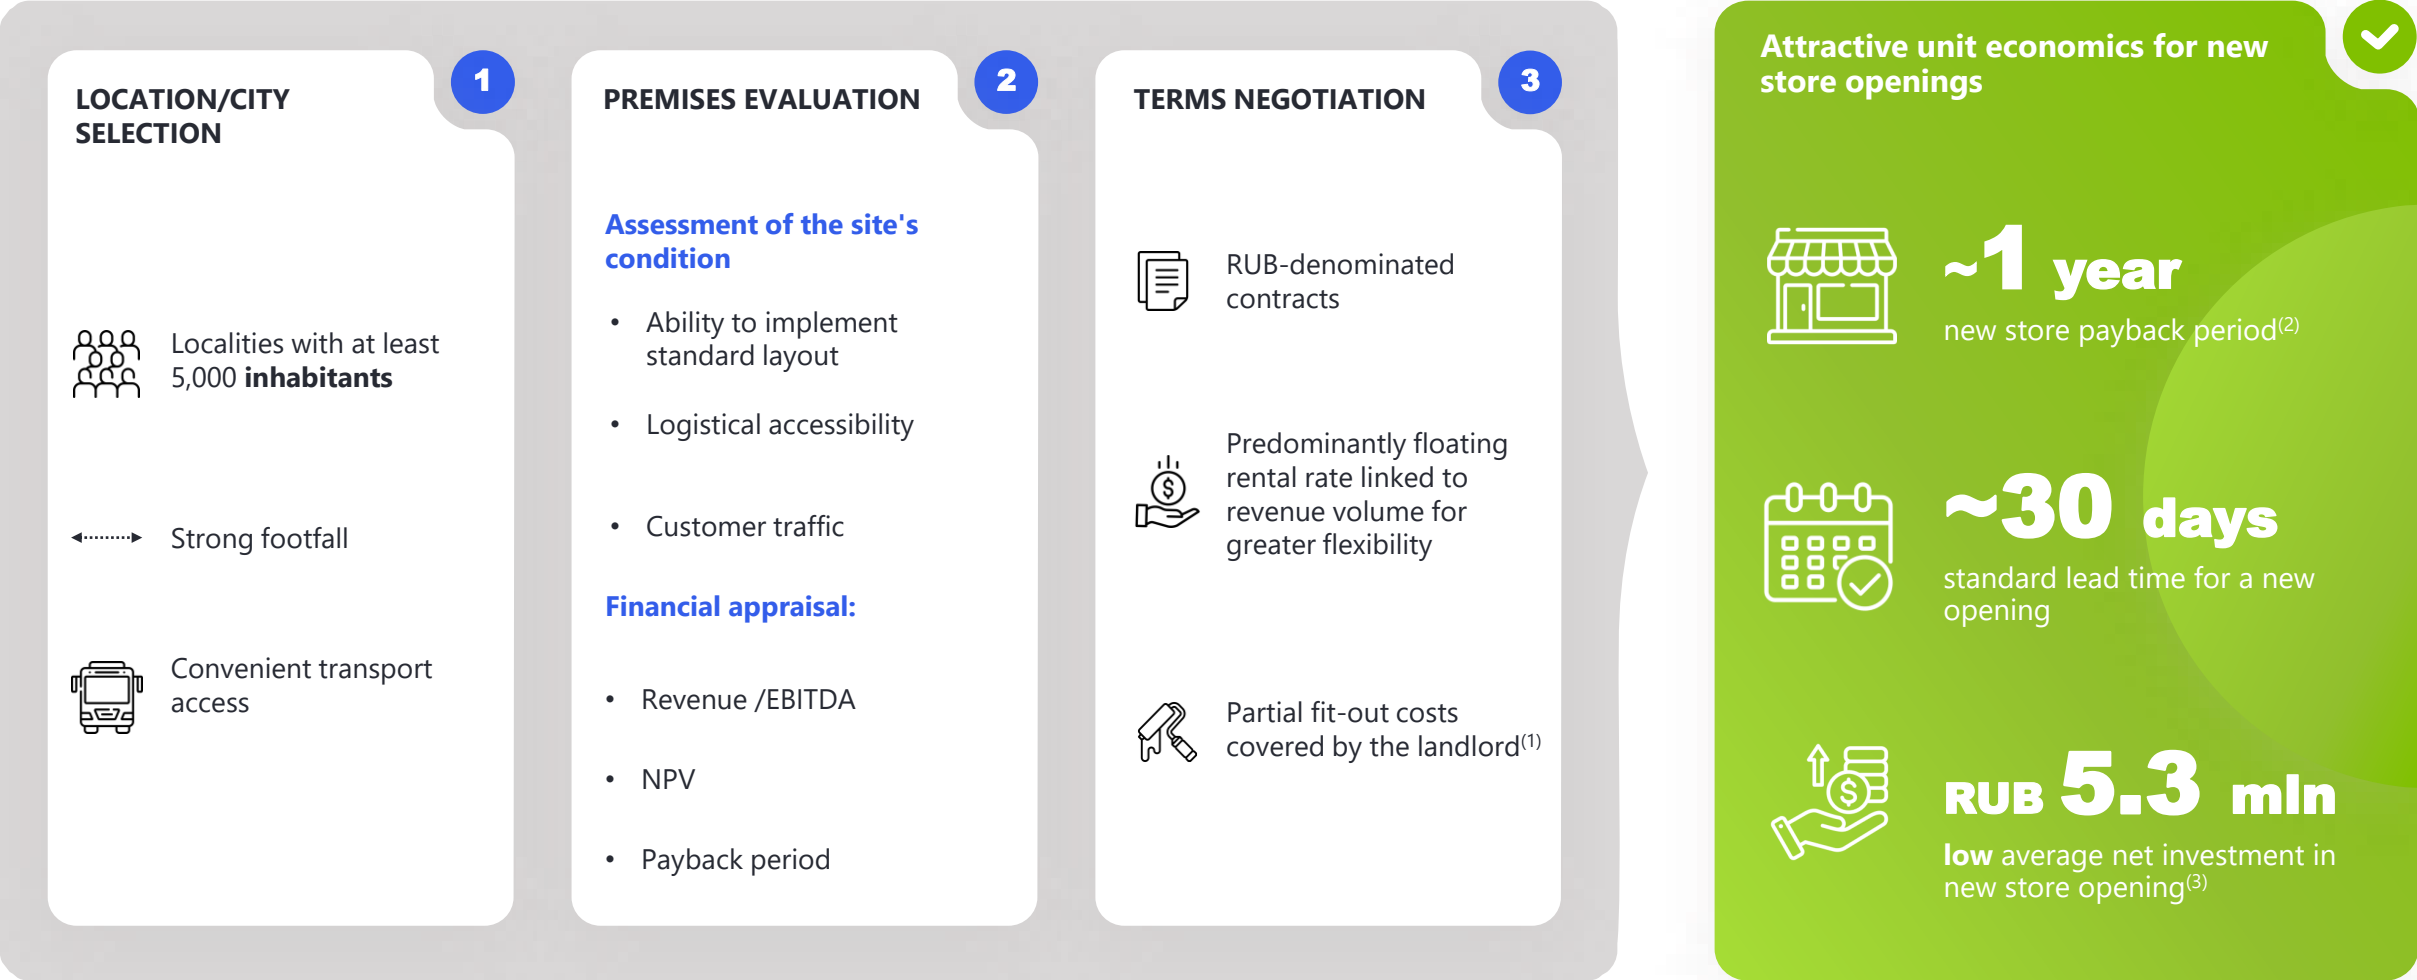 1
LOCATION/CITY
SELECTION
Localities with at least
5,000 inhabitants
Strong footfall
Convenient transport
access
2
PREMISES EVALUATION
Assessment of the site's
condition
• Ability to implement
standard layout
• Logistical accessibility
• Customer traffic
Financial appraisal:
• Revenue /EBITDA
• NPV
• Payback period
3
TERMS NEGOTIATION
RUB-denominated
contracts
Predominantly floating
rental rate linked to
revenue volume for
greater flexibility
Partial fit-out costs
covered by the landlord(1)
Attractive unit economics for new
store openings
~1 year
new store payback period(2)
~30 days
standard lead time for a new
opening
RUB 5.3 mln
low average net investment in
new store opening(3)